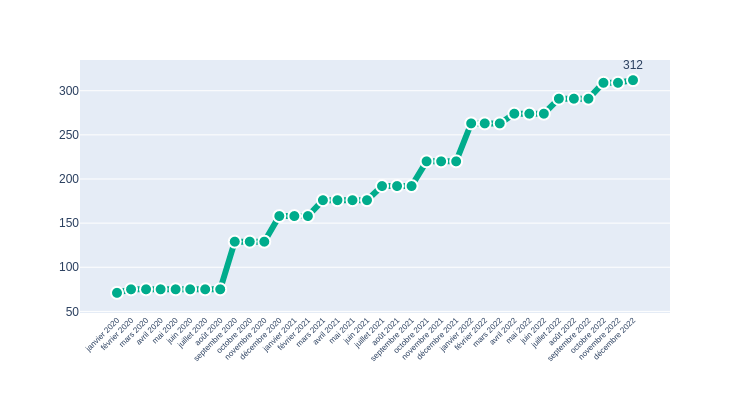 312
300
250
200
150
100
50
janvier 2020
février 2020
mars 2020
avril 2020
mai 2020
juin 2020
juillet 2020
août 2020
septembre 2020
octobre 2020
novembre 2020
décembre 2020
janvier 2021
février 2021
mars 2021
avril 2021
mai 2021
juin 2021
juillet 2021
août 2021
septembre 2021
octobre 2021
novembre 2021
décembre 2021
janvier 2022
février 2022
mars 2022
avril 2022
mai 2022
juin 2022
juillet 2022
août 2022
septembre 2022
octobre 2022
novembre 2022
décembre 2022